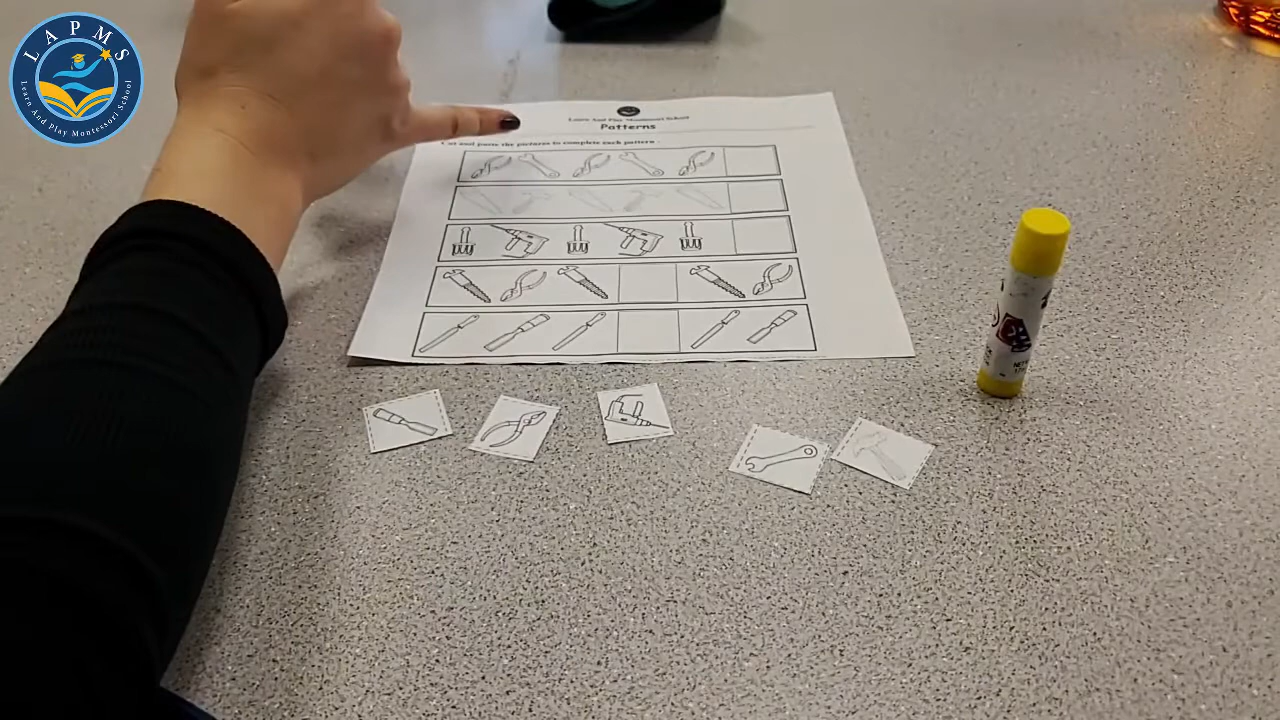 LAPMS
Learn And Play Montessori School
Learn And Play Montessori School
Patterns
Cut and paste the pictures to complete each pattern